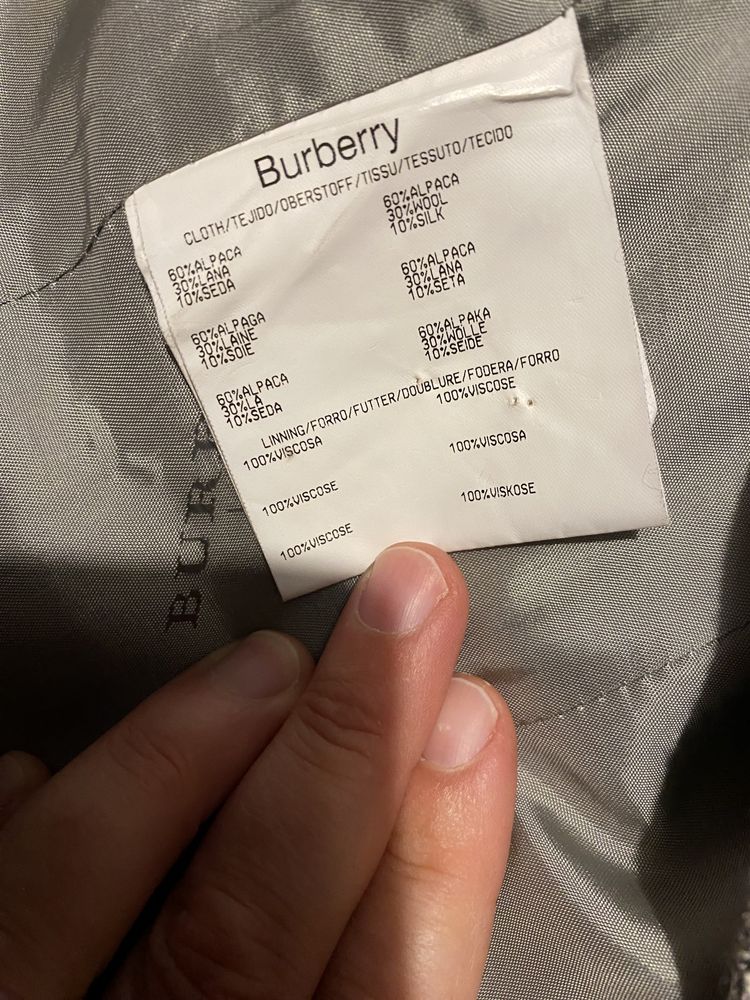 Burberry
CLOTH/TEJIDO/OBERSTOFF/TISSU/TESSUTO/TECIDO
60%ALPACA
30%WOOL
10%SILK
60%ALPACA
30%LANA
10%SEDA
60%ALPACA
30%LANA
10%SETA
60%ALPAGA
30%LAINE
10%SOIE
60%ALPAKA
30%WOLLE
10%SEIDE
60%ALPACA
30%LA
10%SEDA
LINNING/FORRO/FUTTER/DOUBLURE/FODERA/FORRO
100%VISCOSE
100%VISCOSA
100%VISCOSA
100%VISCOSE
100%VISKOSE
100%VISCOSE
BURB